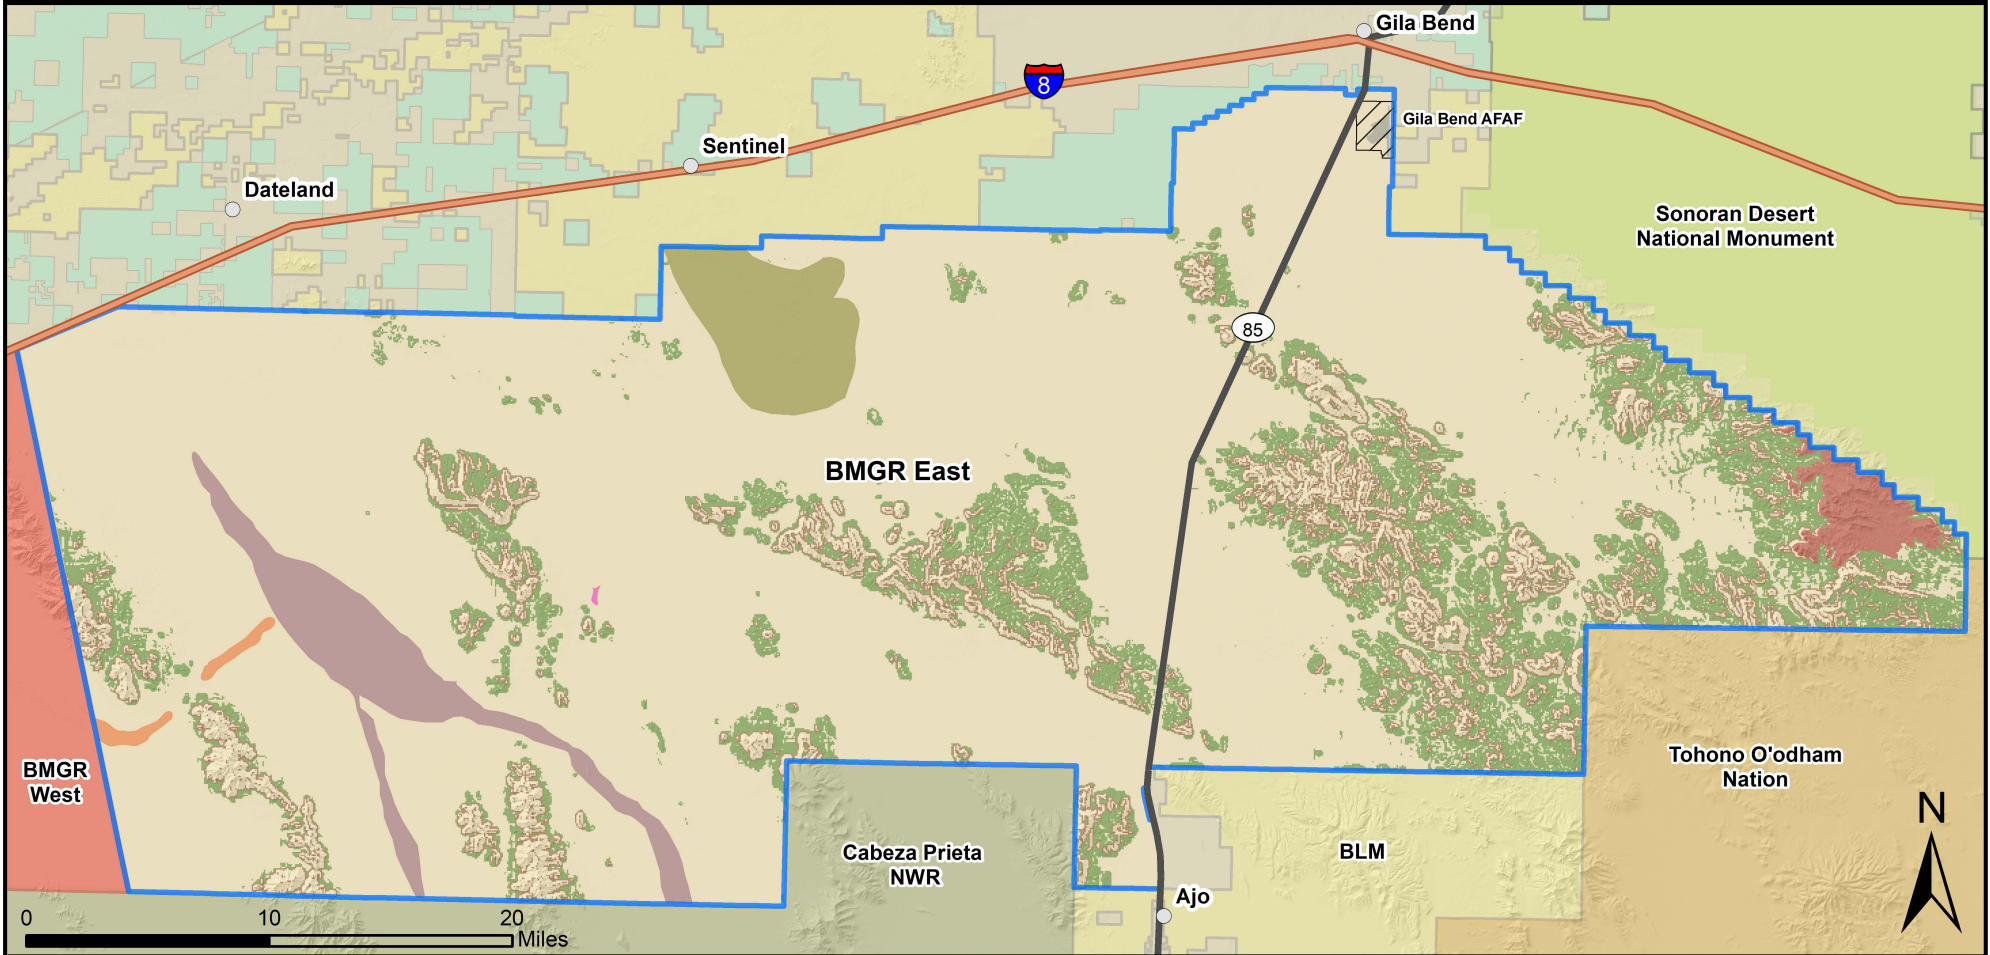 Gila Bend
8
Gila Bend AFAF
Sentinel
Dateland
Sonoran Desert
National Monument
85
BMGR East
BMGR
West
Tohono O'odham
Nation
N
Cabeza Prieta
NWR
BLM
Ajo
0 10 20
Miles